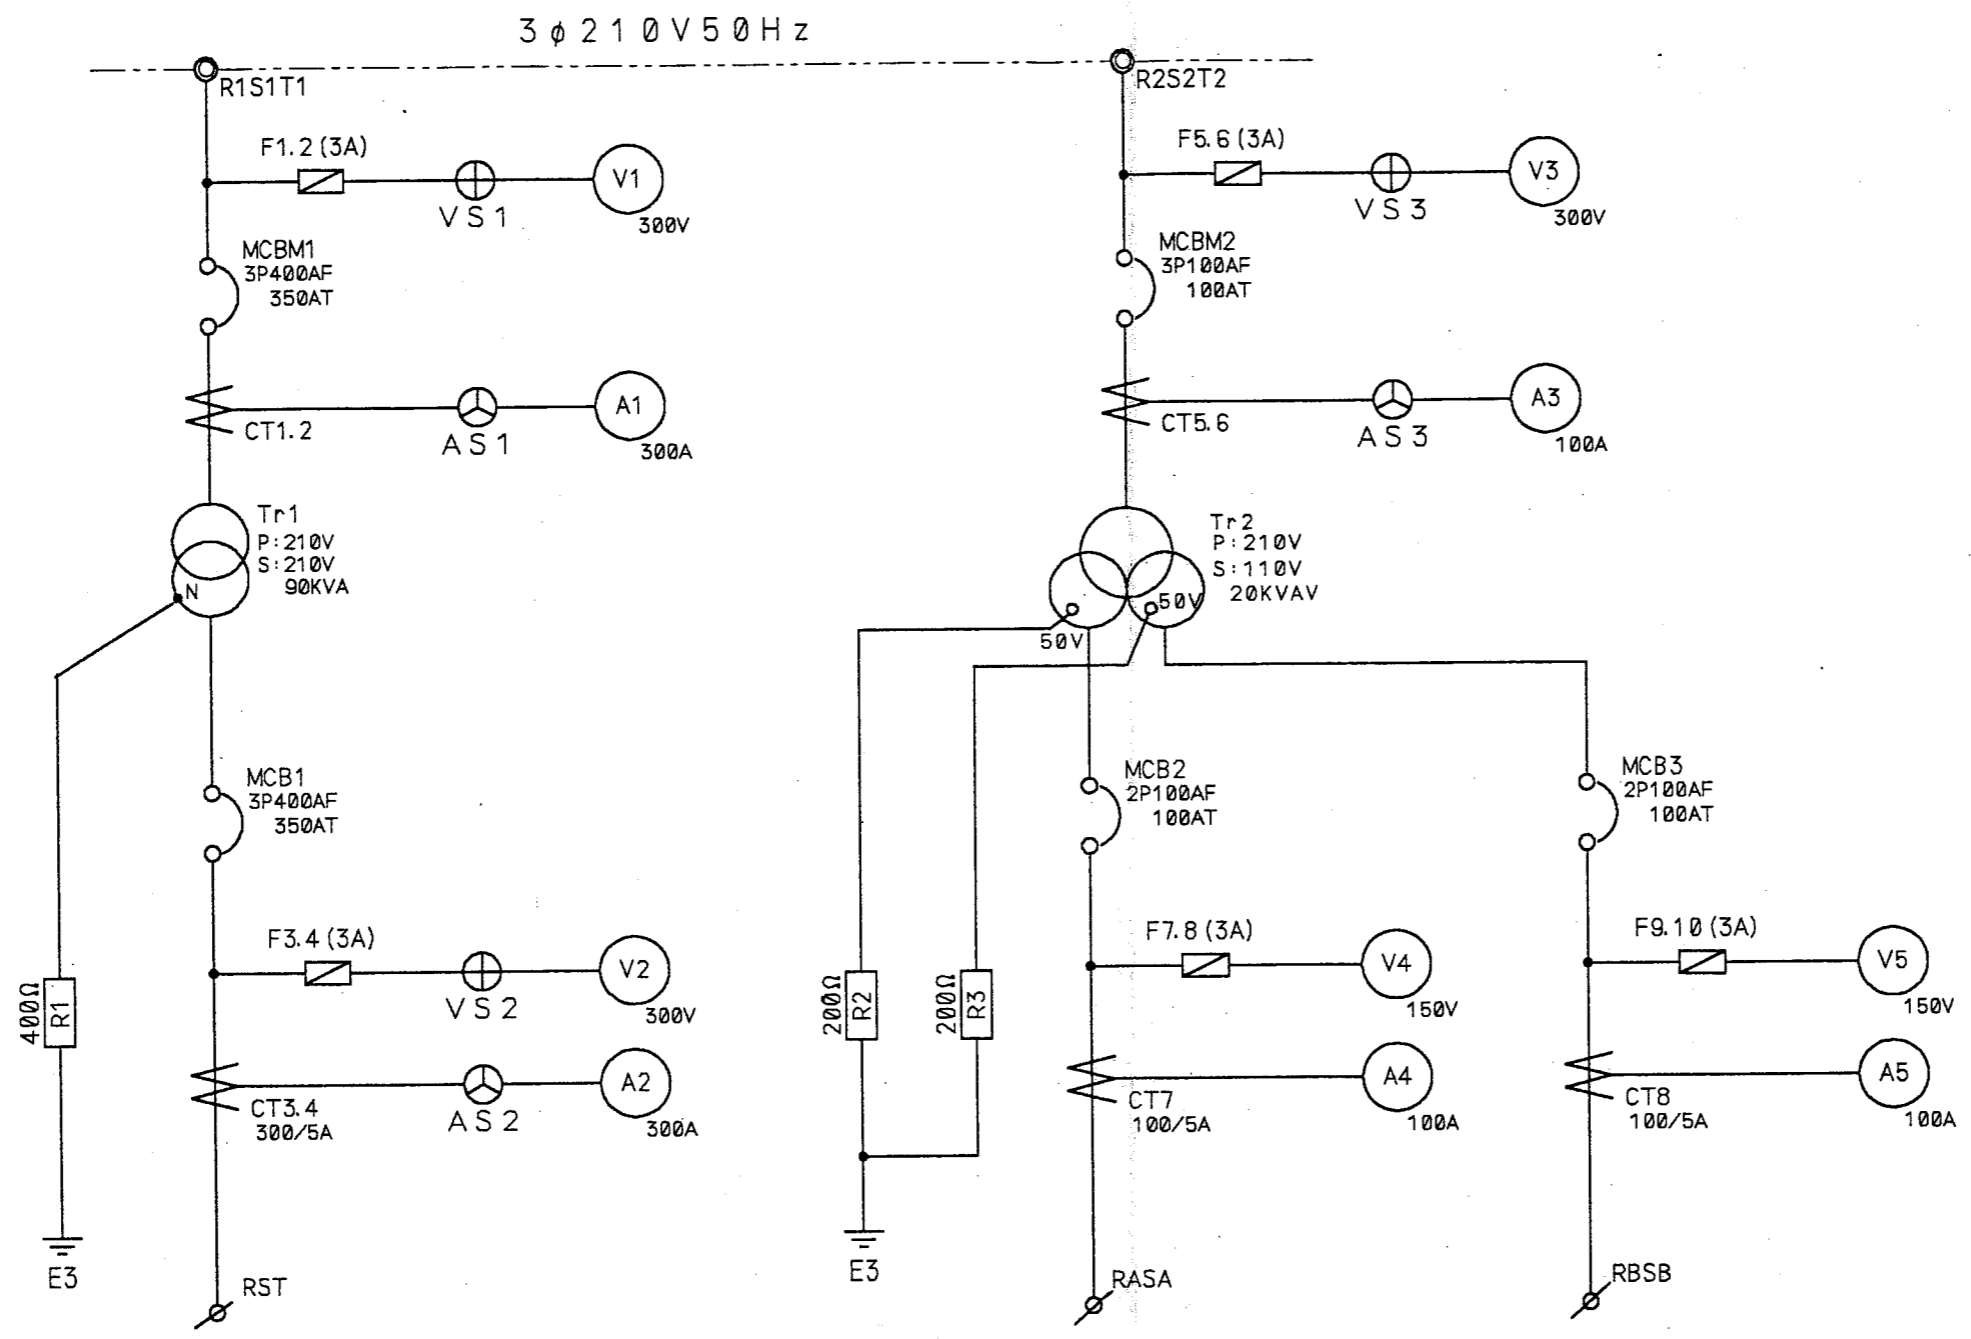 3φ210V50Hz
R1S1T1
R2S2T2
F1.2(3A)
VS1
V1
300V
F5.6(3A)
VS3
V3
300V
MCBM1
3P400AF
350AT
MCBM2
3P100AF
100AT
CT1.2
AS1
A1
300A
CT5.6
AS3
A3
100A
Tr1
P:210V
S:210V
90KVA
N
Tr2
P:210V
S:110V
20KVAV
50V
50V
MCB1
3P400AF
350AT
MCB2
2P100AF
100AT
MCB3
2P100AF
100AT
F3.4(3A)
VS2
V2
300V
F7.8(3A)
V4
150V
F9.10(3A)
V5
150V
400Ω
R1
200Ω
R2
200Ω
R3
CT3.4
300/5A
AS2
A2
300A
CT7
100/5A
A4
100A
CT8
100/5A
A5
100A
E3
RST
E3
RASA
RBSB